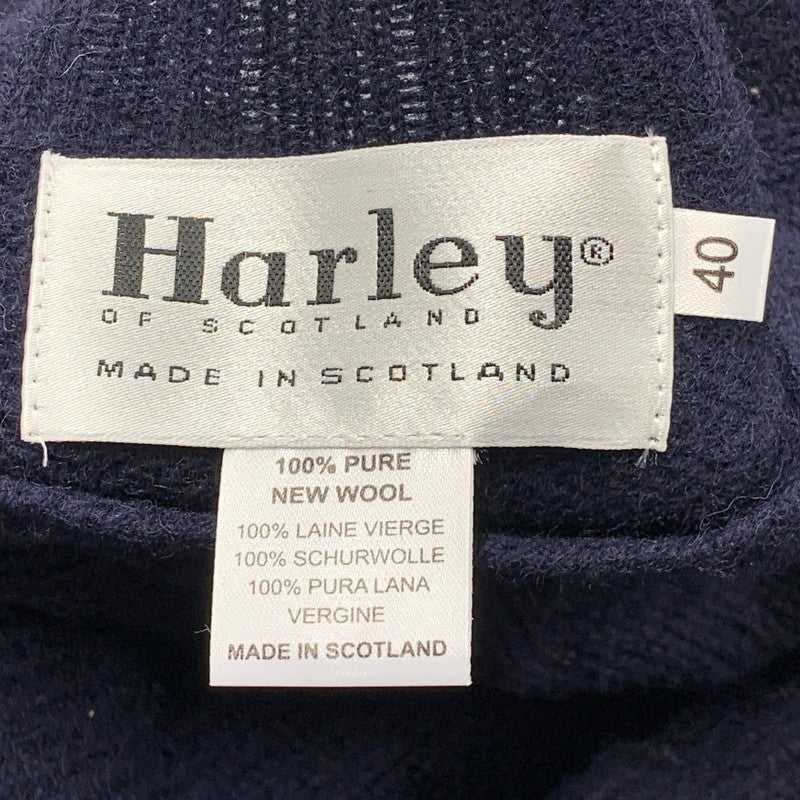 Harley®
OF SCOTLAND
MADE IN SCOTLAND
40
100% PURE
NEW WOOL
100% LAINE VIERGE
100% SCHURWOLLE
100% PURA LANA
VERGINE
MADE IN SCOTLAND